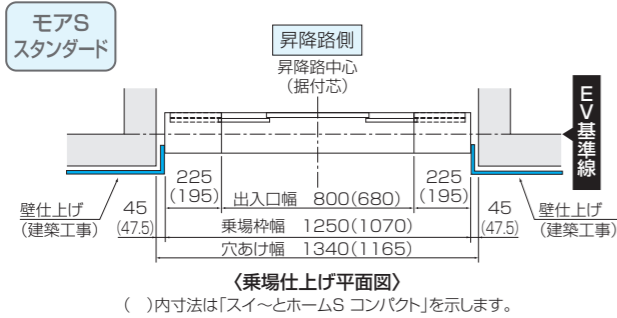 モアS
スタンダード
昇降路側
昇降路中心
(据付芯)
EV基準線
225
(195)
出入口幅 800(680)
225
(195)
壁仕上げ
(建築工事)
45
(47.5)
乗場枠幅 1250(1070)
45
(47.5)
壁仕上げ
(建築工事)
穴あけ幅 1340(1165)
〈乗場仕上げ平面図〉
( )内寸法は「スイ〜とホームS コンパクト」を示します。